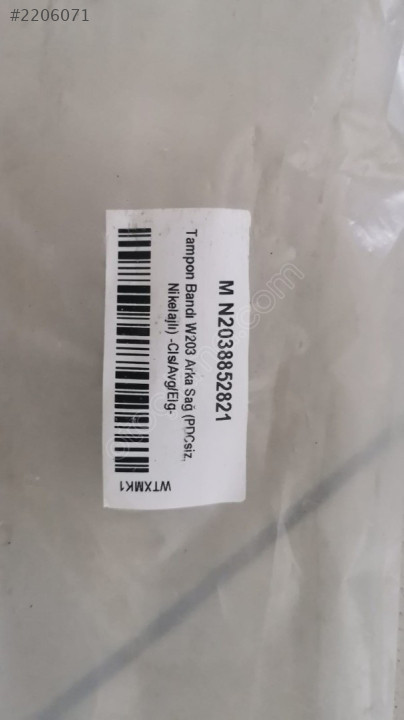 #2206071
M N2038852821
Tampon Bandı W203 Arka Sağ (PDCsiz,
Nikelajlı) -Cls/Avg/Elg-
WTXMK1